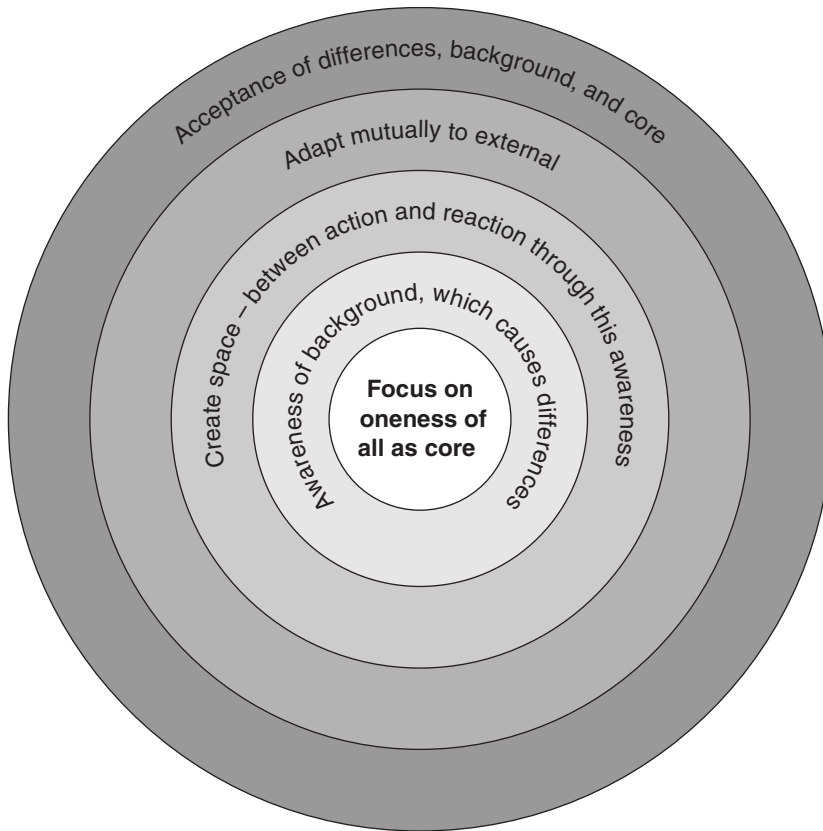 Acceptance of differences, background, and core
Adapt mutually to external
Create space – between action and reaction through this awareness
Awareness of background, which causes differences
Focus on
oneness of
all as core